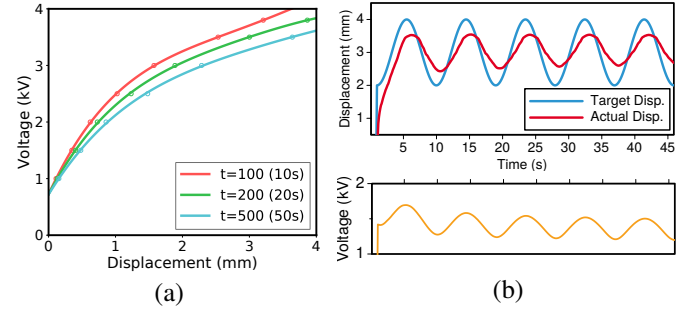 4
3
2
1
0
Voltage (kV)
t=100 (10s)
t=200 (20s)
t=500 (50s)
0 1 2 3 4
Displacement (mm)
(a)
4
3
2
1
Displacement (mm)
Target Disp.
Actual Disp.
5 10 15 20 25 30 35 40 45
Time (s)
2
1
Voltage (kV)
(b)